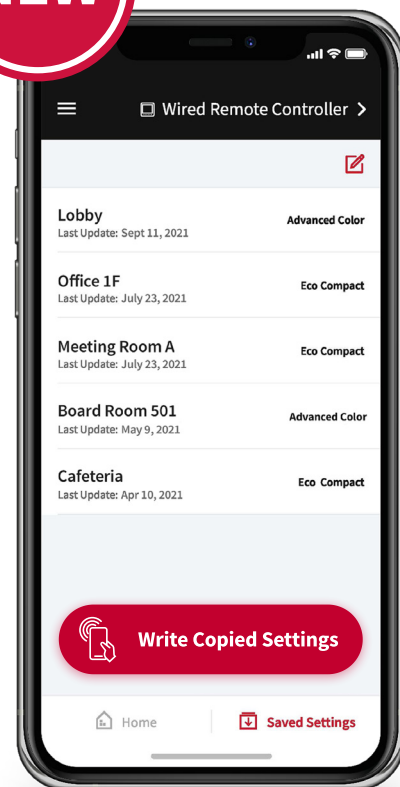 NEW
Wired Remote Controller
Lobby
Advanced Color
Last Update: Sept 11, 2021
Office 1F
Eco Compact
Last Update: July 23, 2021
Meeting Room A
Eco Compact
Last Update: July 23, 2021
Board Room 501
Advanced Color
Last Update: May 9, 2021
Cafeteria
Eco Compact
Last Update: Apr 10, 2021
Write Copied Settings
Home
Saved Settings